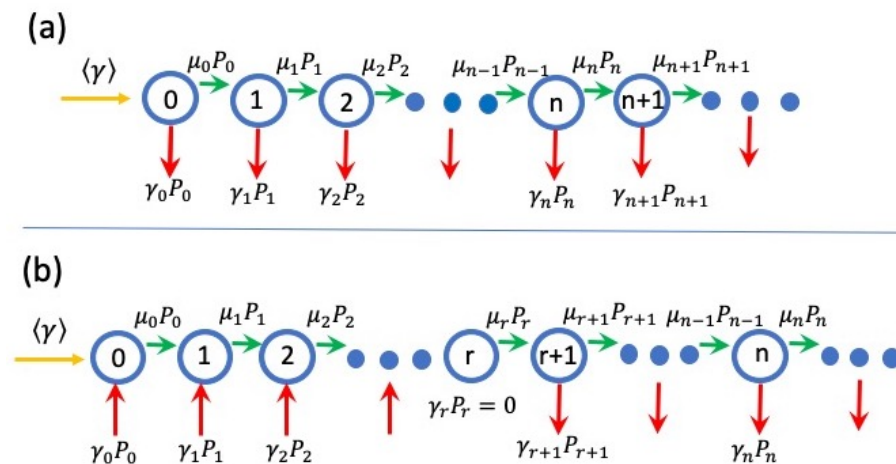 (a)
⟨γ⟩ μ₀P₀ μ₁P₁ μ₂P₂ μₙ₋₁Pₙ₋₁ μₙPₙ μₙ₊₁Pₙ₊₁
0 1 2 n n+1
γ₀P₀ γ₁P₁ γ₂P₂ γₙPₙ γₙ₊₁Pₙ₊₁
(b)
⟨γ⟩ μ₀P₀ μ₁P₁ μ₂P₂ μᵣPᵣ μᵣ₊₁Pᵣ₊₁ μₙ₋₁Pₙ₋₁ μₙPₙ
0 1 2 r r+1 n
γᵣPᵣ = 0
γ₀P₀ γ₁P₁ γ₂P₂ γᵣ₊₁Pᵣ₊₁ γₙPₙ